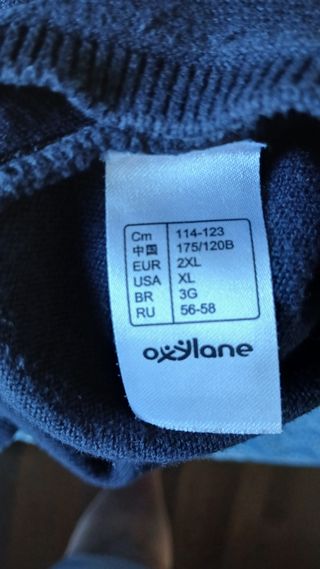 Cm 114-123
中国 175/120B
EUR 2XL
USA XL
BR 3G
RU 56-58
oxylane